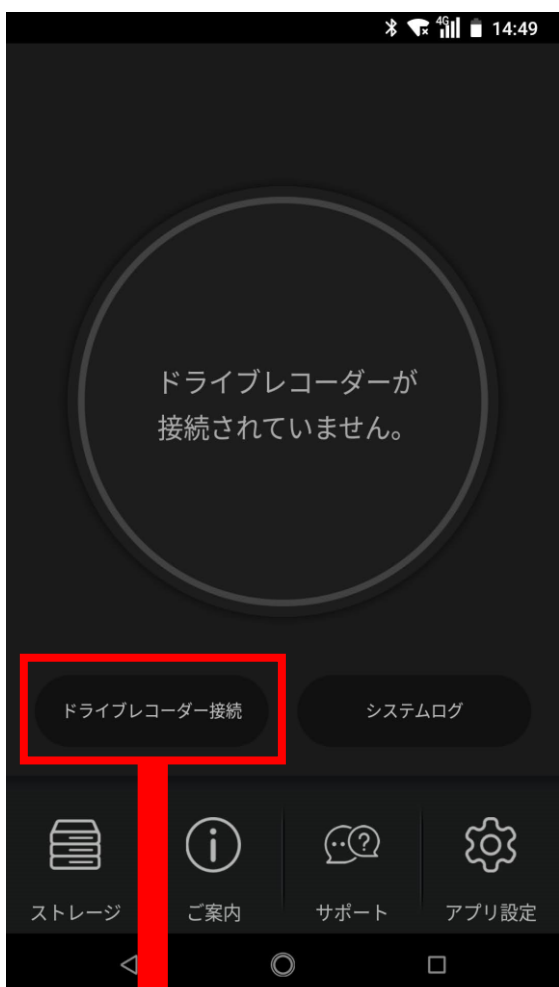 4G 14:49
ドライブレコーダーが
接続されていません。
ドライブレコーダー接続 システムログ
ストレージ ご案内 サポート アプリ設定